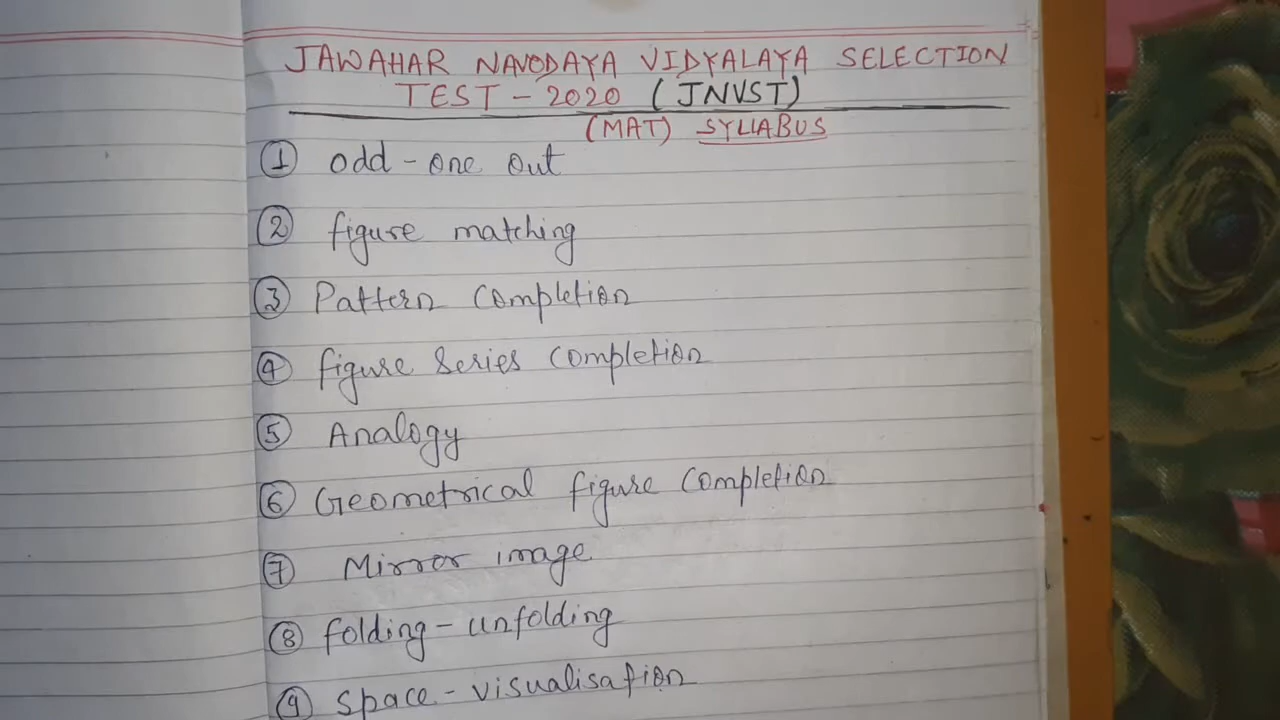 JAWAHAR NAVODAYA VIDYALAYA SELECTION
TEST - 2020 (JNVST)
(MAT) SYLLABUS
① odd - one out
② figure matching
③ Pattern Completion
④ figure Series Completion
⑤ Analogy
⑥ Geometrical figure Completion
⑦ Mirror image
⑧ folding - unfolding
⑨ Space - visualisation